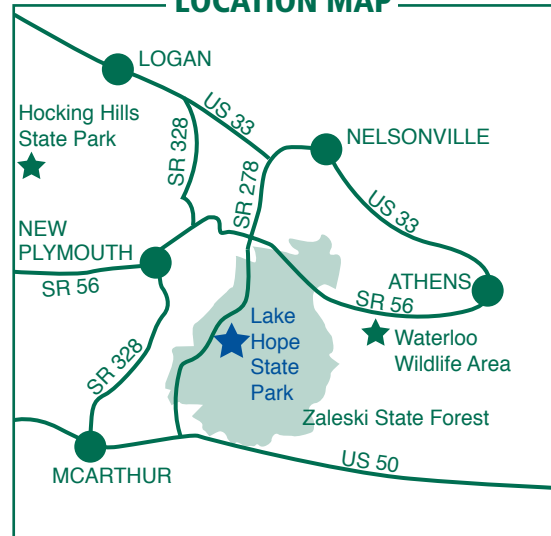 LOCATION MAP
LOGAN
US 33
Hocking Hills
State Park
SR 328
SR 278
NELSONVILLE
US 33
NEW
PLYMOUTH
SR 56
ATHENS
SR 56
Lake
Hope
State
Park
Waterloo
Wildlife Area
SR 328
Zaleski State Forest
US 50
MCARTHUR